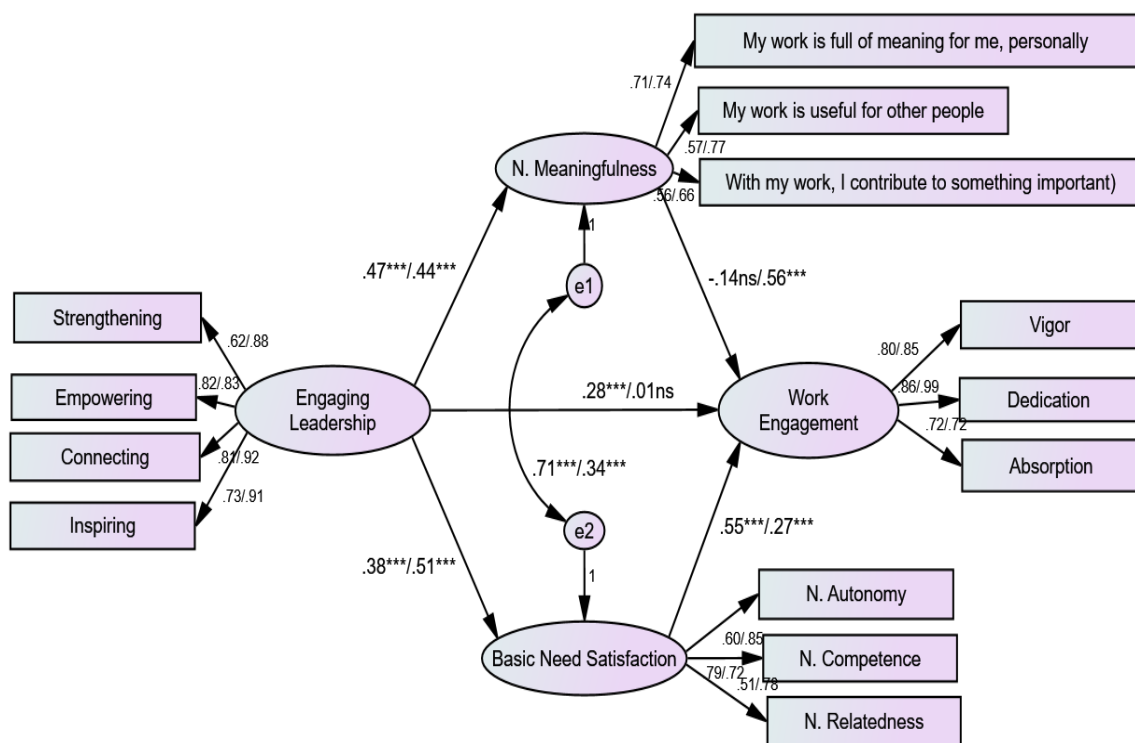 My work is full of meaning for me, personally
.71/.74
My work is useful for other people
.57/.77
N. Meaningfulness
With my work, I contribute to something important)
.56/.66
1
.47***/.44***
-.14ns/.56***
e1
Strengthening
.62/.88
Vigor
.80/.85
Empowering
.82/.83
Engaging
Leadership
.28***/.01ns
Work
Engagement
.86/.99
Dedication
.72/.72
Connecting
.81/.92
Absorption
.71***/.34***
.73/.91
Inspiring
e2
.55***/.27***
.38***/.51***
1
N. Autonomy
.60/.85
Basic Need Satisfaction
N. Competence
.79/.72
.51/.78
N. Relatedness